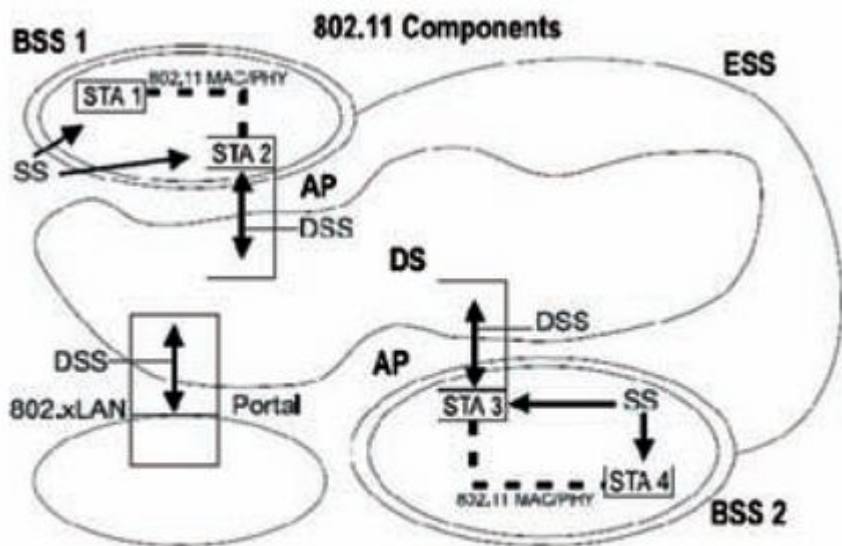 802.11 Components
BSS 1
ESS
802.11 MAC/PHY
STA 1
STA 2
SS
AP
DSS
DS
DSS
DSS
AP
802.xLAN
Portal
STA 3
SS
STA 4
802.11 MAC/PHY
BSS 2